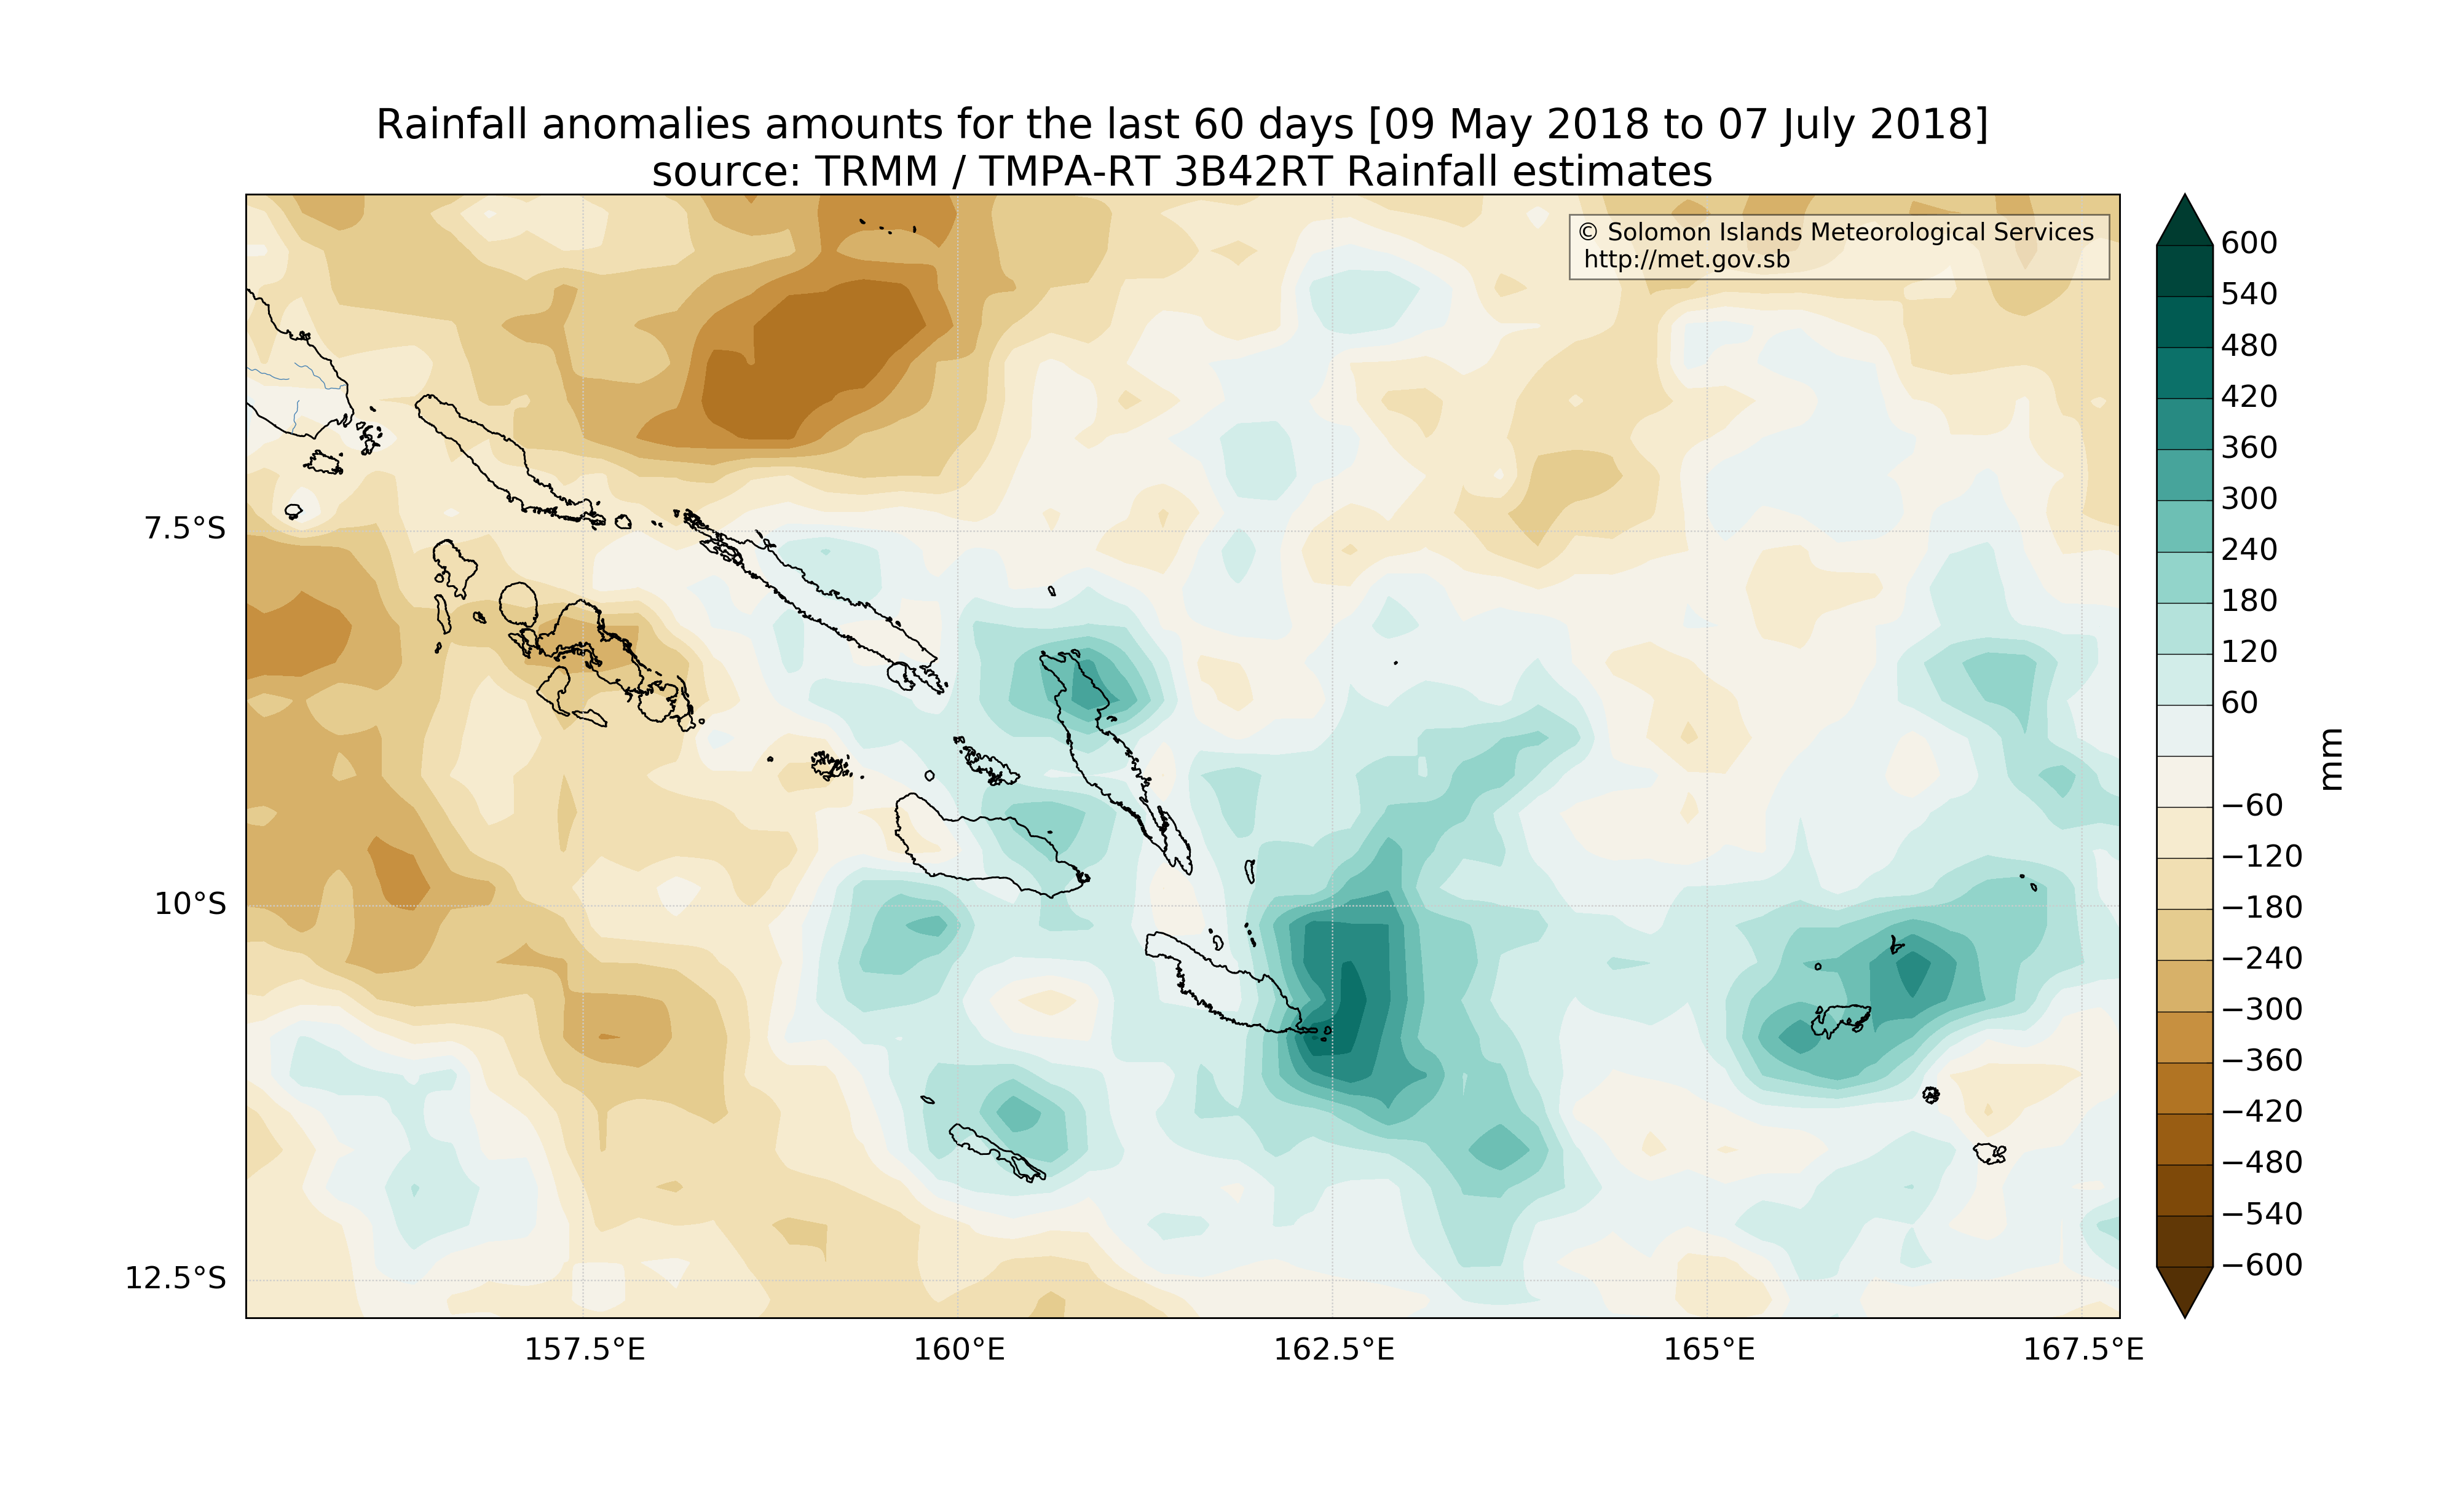 Rainfall anomalies amounts for the last 60 days [09 May 2018 to 07 July 2018]
source: TRMM / TMPA-RT 3B42RT Rainfall estimates
© Solomon Islands Meteorological Services
http://met.gov.sb
7.5°S
10°S
12.5°S
157.5°E
160°E
162.5°E
165°E
167.5°E
600
540
480
420
360
300
240
180
120
60
−60
−120
−180
−240
−300
−360
−420
−480
−540
−600
mm